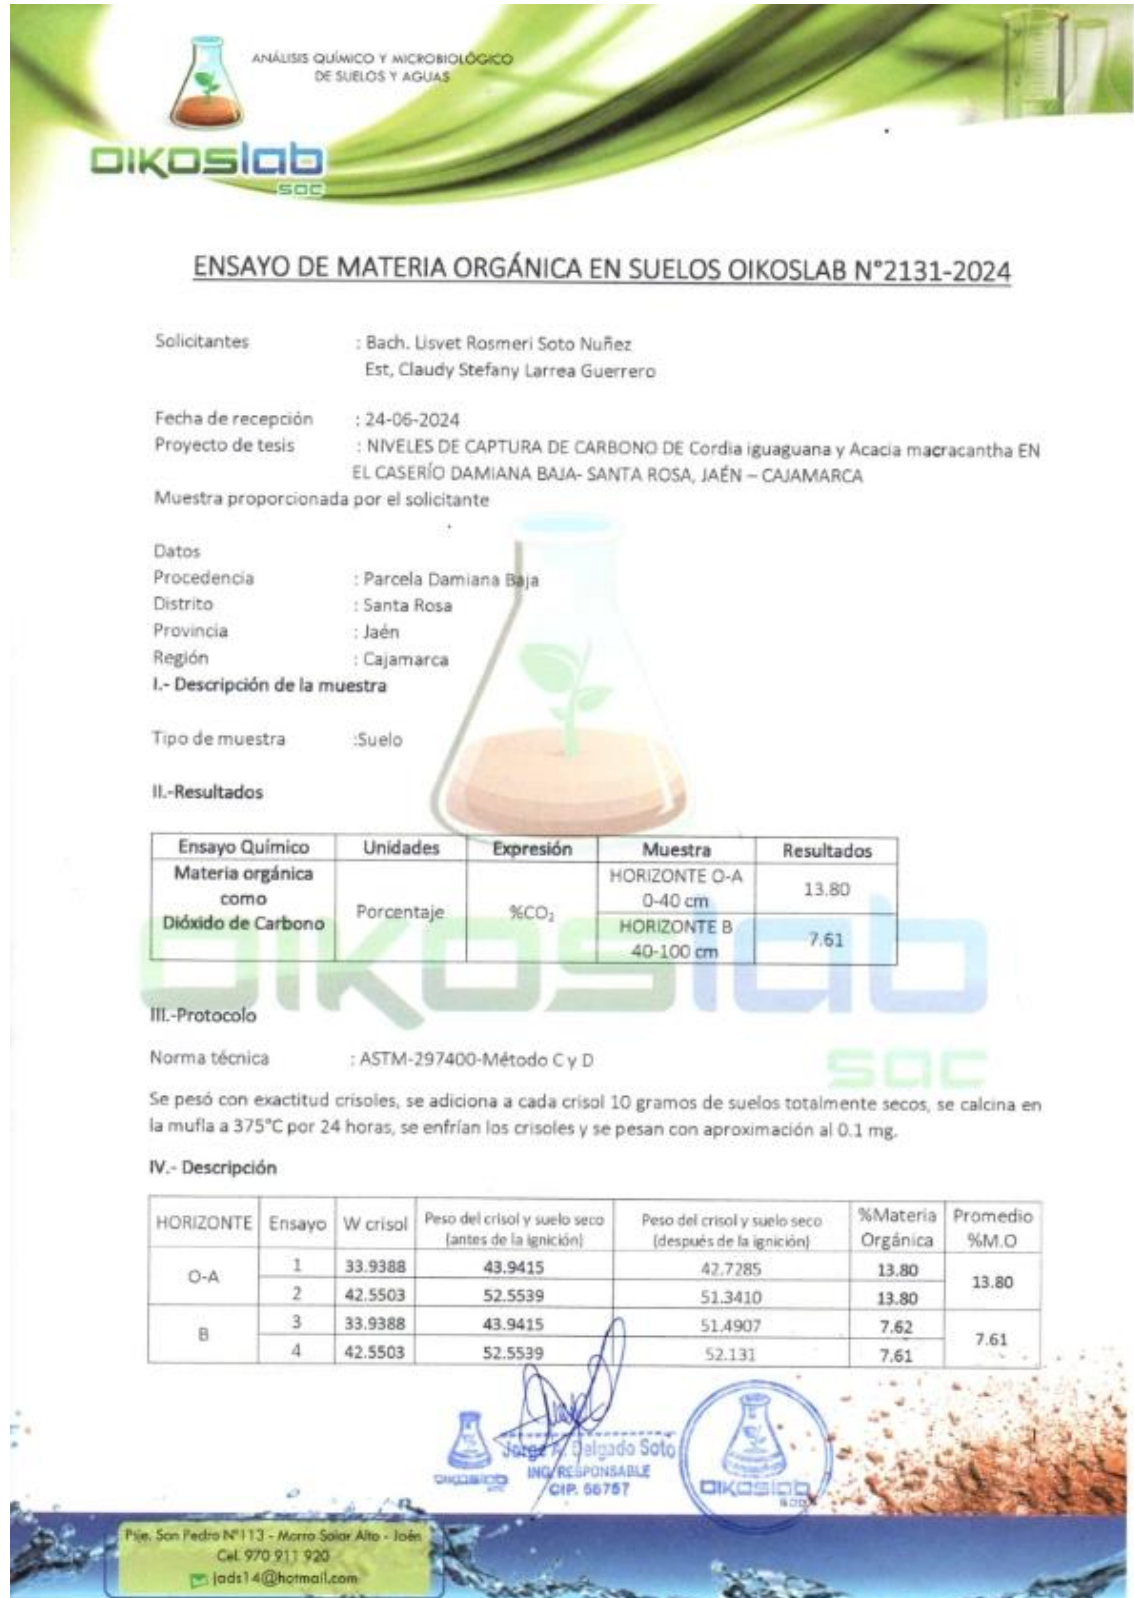 ANÁLISIS QUÍMICO Y MICROBIOLÓGICO
DE SUELOS Y AGUAS
OIKOSlab
SAC
ENSAYO DE MATERIA ORGÁNICA EN SUELOS OIKOSLAB N°2131-2024
Solicitantes : Bach. Lisvet Rosmeri Soto Nuñez
Est, Claudy Stefany Larrea Guerrero
Fecha de recepción : 24-06-2024
Proyecto de tesis : NIVELES DE CAPTURA DE CARBONO DE Cordia iguaguana y Acacia macracantha EN
EL CASERÍO DAMIANA BAJA- SANTA ROSA, JAÉN – CAJAMARCA
Muestra proporcionada por el solicitante
Datos
Procedencia : Parcela Damiana Baja
Distrito : Santa Rosa
Provincia : Jaén
Región : Cajamarca
I.- Descripción de la muestra
Tipo de muestra :Suelo
II.-Resultados
Ensayo Químico Unidades Expresión Muestra Resultados
Materia orgánica como Dióxido de Carbono Porcentaje %CO₂ HORIZONTE O-A 0-40 cm 13.80
HORIZONTE B 40-100 cm 7.61
OIKOSlab
sac
III.-Protocolo
Norma técnica : ASTM-297400-Método C y D
Se pesó con exactitud crisoles, se adiciona a cada crisol 10 gramos de suelos totalmente secos, se calcina en
la mufla a 375°C por 24 horas, se enfrían los crisoles y se pesan con aproximación al 0.1 mg.
IV.- Descripción
HORIZONTE Ensayo W crisol Peso del crisol y suelo seco (antes de la ignición) Peso del crisol y suelo seco (después de la ignición) %Materia Orgánica Promedio %M.O
O-A 1 33.9388 43.9415 42.7285 13.80 13.80
2 42.5503 52.5539 51.3410 13.80
B 3 33.9388 43.9415 51.4907 7.62 7.61
4 42.5503 52.5539 52.131 7.61
Jorge A. Delgado Soto
ING. RESPONSABLE
CIP. 66757
OIKOSlab
OIKOSlab
Psje. San Pedro N°113 - Morro Solar Alto - Jaén
Cel. 970 911 920
jads14@hotmail.com